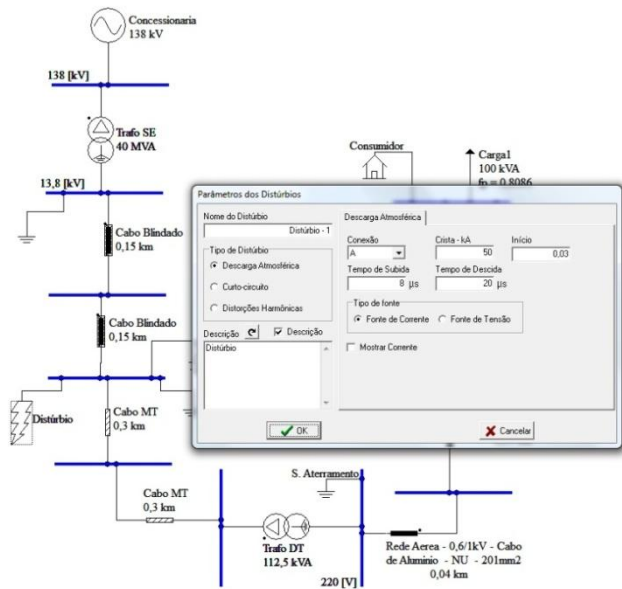 Concessionaria
138 kV
138 [kV]
Trafo SE
40 MVA
13,8 [kV]
Cabo Blindado
0,15 km
Cabo Blindado
0,15 km
Distúrbio
Cabo MT
0,3 km
Cabo MT
0,3 km
Trafo DT
112,5 kVA
S. Aterramento
220 [V]
Rede Aerea - 0,6/1kV - Cabo
de Aluminio - NU - 201mm2
0,04 km
Consumidor
Carga1
100 kVA
fp = 0,8086
Parâmetros dos Distúrbios
Nome do Distúrbio
Distúrbio - 1
Tipo de Distúrbio
Descarga Atmosférica
Curto-circuito
Distorções Harmônicas
Descrição
Descrição
Distúrbio
Descarga Atmosférica
Conexão
Crista - kA
Início
A
50
0,03
Tempo de Subida
Tempo de Descida
8 µs
20 µs
Tipo de fonte
Fonte de Corrente
Fonte de Tensão
Mostrar Corrente
OK
Cancelar